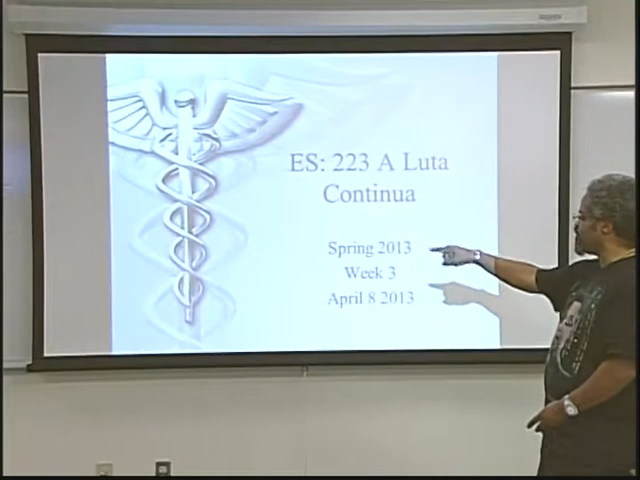 ES: 223 A Luta
Continua
Spring 2013
Week 3
April 8 2013